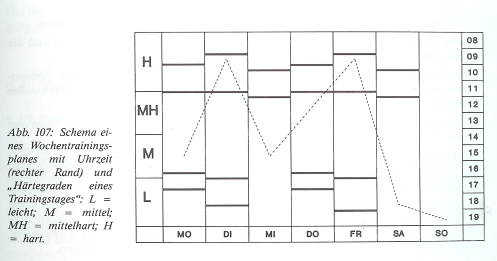 H
MH
M
L
08
09
10
11
12
13
14
15
16
17
18
19
MO DI MI DO FR SA SO
Abb. 107: Schema ei-
nes Wochentrainings-
planes mit Uhrzeit
(rechter Rand) und
„Härtegraden eines
Trainingstages“: L =
leicht; M = mittel;
MH = mittelhart; H
= hart.